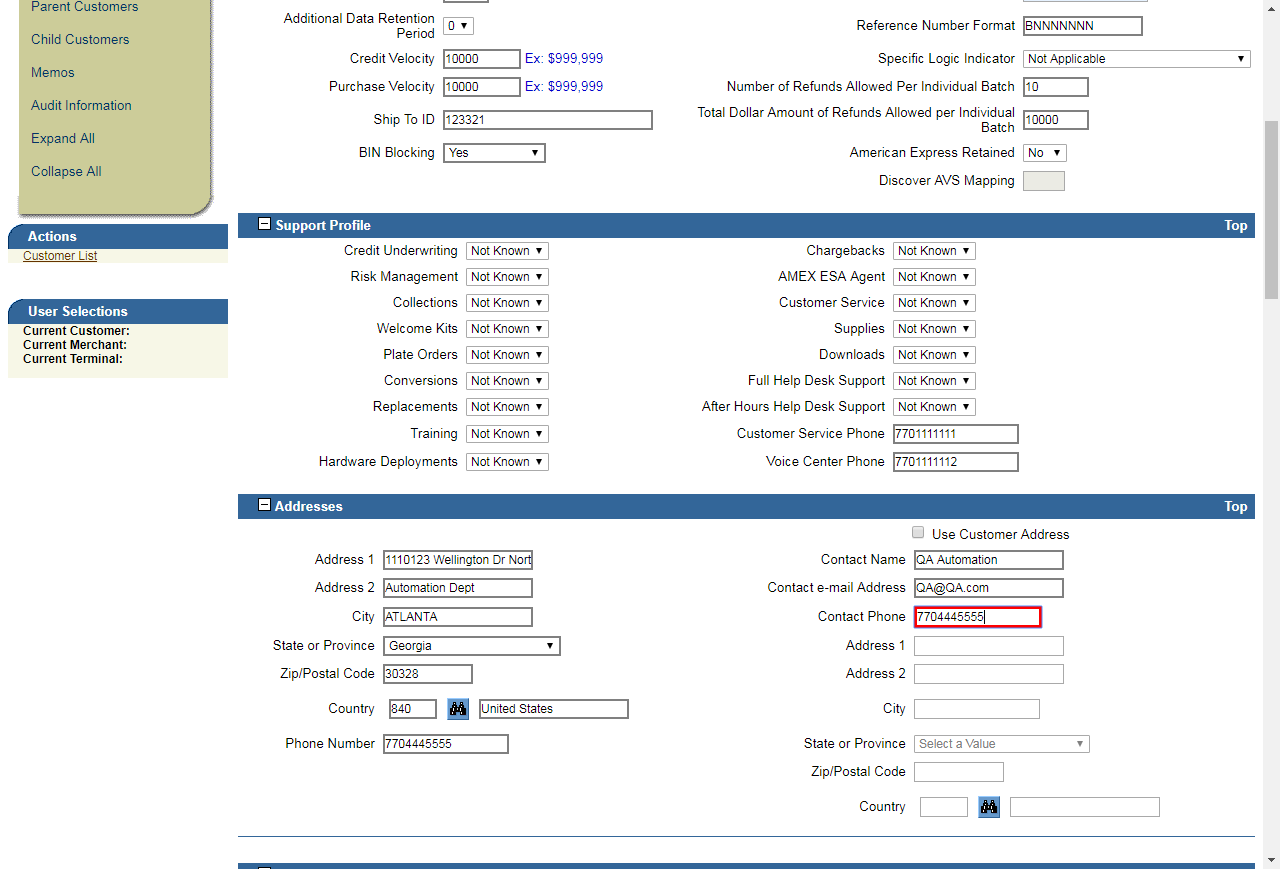 Parent Customers
Child Customers
Memos
Audit Information
Expand All
Collapse All
Actions
Customer List
User Selections
Current Customer:
Current Merchant:
Current Terminal:
Additional Data Retention Period 0
Reference Number Format BNNNNNNN
Credit Velocity 10000 Ex: $999,999
Specific Logic Indicator Not Applicable
Purchase Velocity 10000 Ex: $999,999
Number of Refunds Allowed Per Individual Batch 10
Ship To ID 123321
Total Dollar Amount of Refunds Allowed per Individual Batch 10000
BIN Blocking Yes
American Express Retained No
Discover AVS Mapping
Support Profile Top
Credit Underwriting Not Known Chargebacks Not Known
Risk Management Not Known AMEX ESA Agent Not Known
Collections Not Known Customer Service Not Known
Welcome Kits Not Known Supplies Not Known
Plate Orders Not Known Downloads Not Known
Conversions Not Known Full Help Desk Support Not Known
Replacements Not Known After Hours Help Desk Support Not Known
Training Not Known Customer Service Phone 7701111111
Hardware Deployments Not Known Voice Center Phone 7701111112
Addresses Top
Use Customer Address
Address 1 1110123 Wellington Dr Nort Contact Name QA Automation
Address 2 Automation Dept Contact e-mail Address QA@QA.com
City ATLANTA Contact Phone 7704445555
State or Province Georgia Address 1
Zip/Postal Code 30328 Address 2
Country 840 United States City
Phone Number 7704445555 State or Province Select a Value
Zip/Postal Code
Country